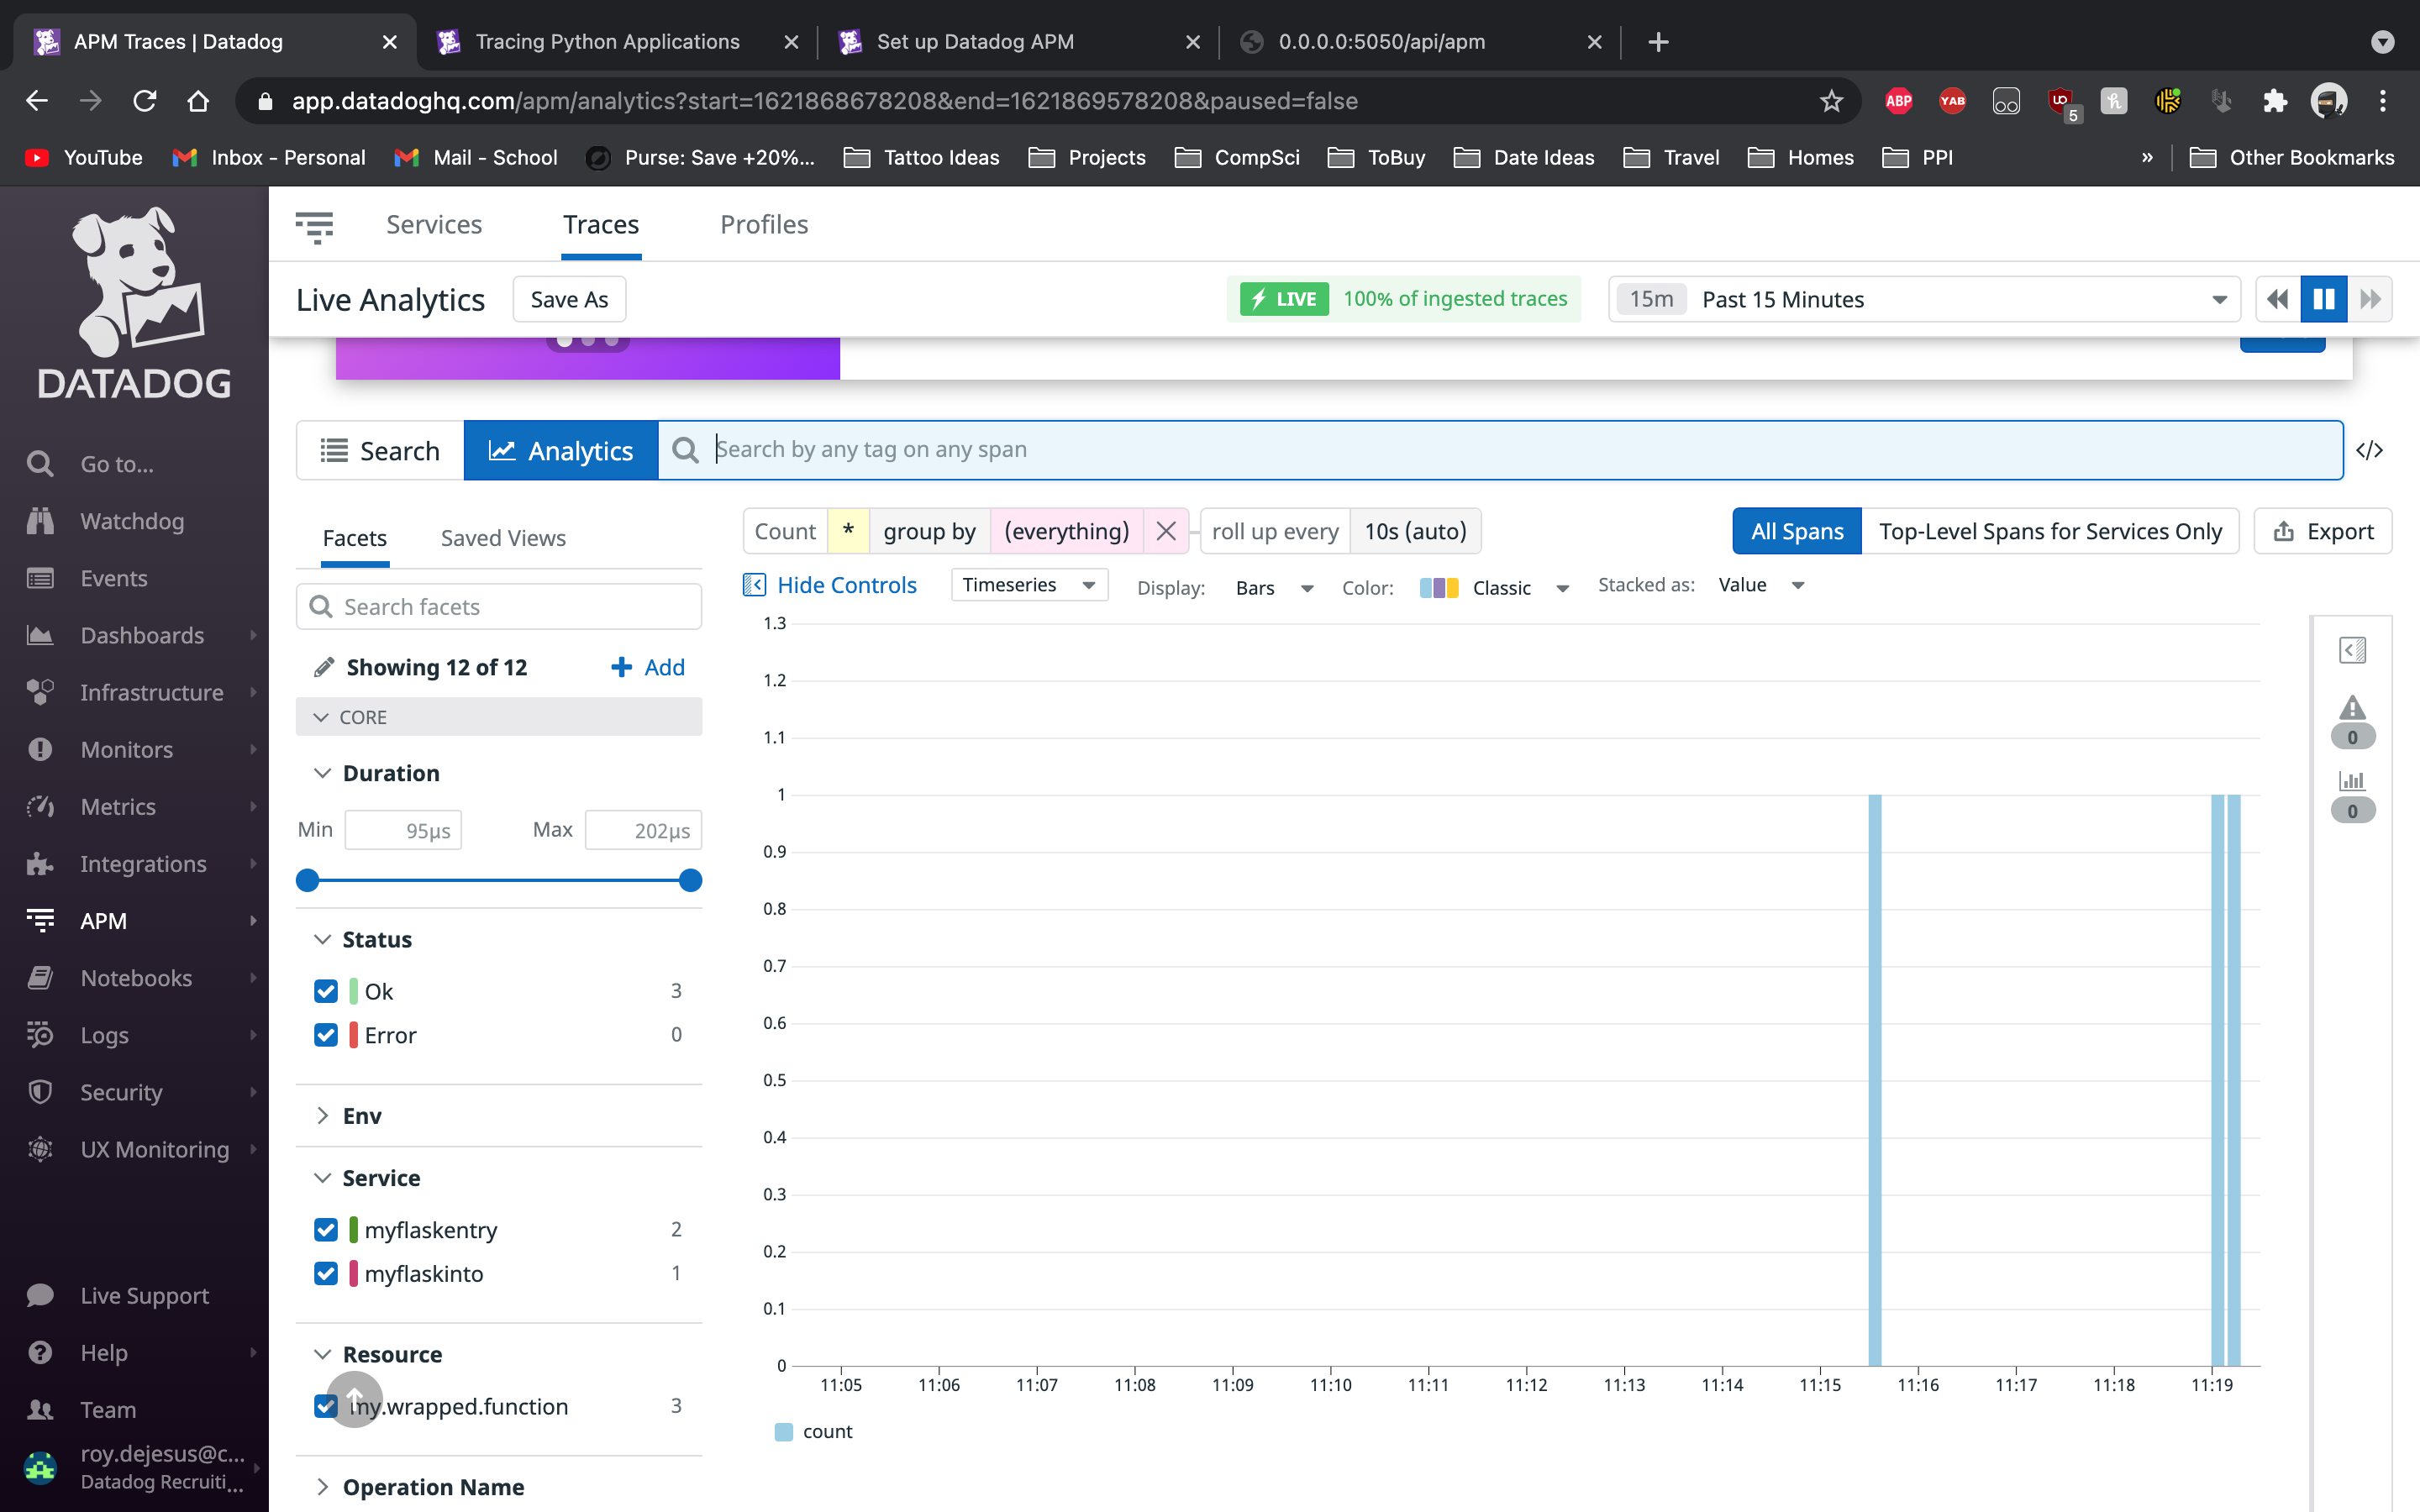 APM Traces | Datadog
Tracing Python Applications
Set up Datadog APM
0.0.0.0:5050/api/apm
app.datadoghq.com/apm/analytics?start=1621868678208&end=1621869578208&paused=false
ABP
YAB
5
YouTube
Inbox - Personal
Mail - School
Purse: Save +20%...
Tattoo Ideas
Projects
CompSci
ToBuy
Date Ideas
Travel
Homes
PPI
»
Other Bookmarks
DATADOG
Go to...
Watchdog
Events
Dashboards
Infrastructure
Monitors
Metrics
Integrations
APM
Notebooks
Logs
Security
UX Monitoring
Live Support
Help
Team
roy.dejesus@c...
Datadog Recruiti...
Services
Traces
Profiles
Live Analytics
Save As
LIVE
100% of ingested traces
15m
Past 15 Minutes
Search
Analytics
Search by any tag on any span
</>
Facets
Saved Views
Search facets
Showing 12 of 12
Add
CORE
Duration
Min
95µs
Max
202µs
Status
Ok
3
Error
0
Env
Service
myflaskentry
2
myflaskinto
1
Resource
my.wrapped.function
3
Operation Name
Count
*
group by
(everything)
roll up every
10s (auto)
All Spans
Top-Level Spans for Services Only
Export
Hide Controls
Timeseries
Display:
Bars
Color:
Classic
Stacked as:
Value
1.3
1.2
1.1
1
0.9
0.8
0.7
0.6
0.5
0.4
0.3
0.2
0.1
0
11:05
11:06
11:07
11:08
11:09
11:10
11:11
11:12
11:13
11:14
11:15
11:16
11:17
11:18
11:19
count
0
0